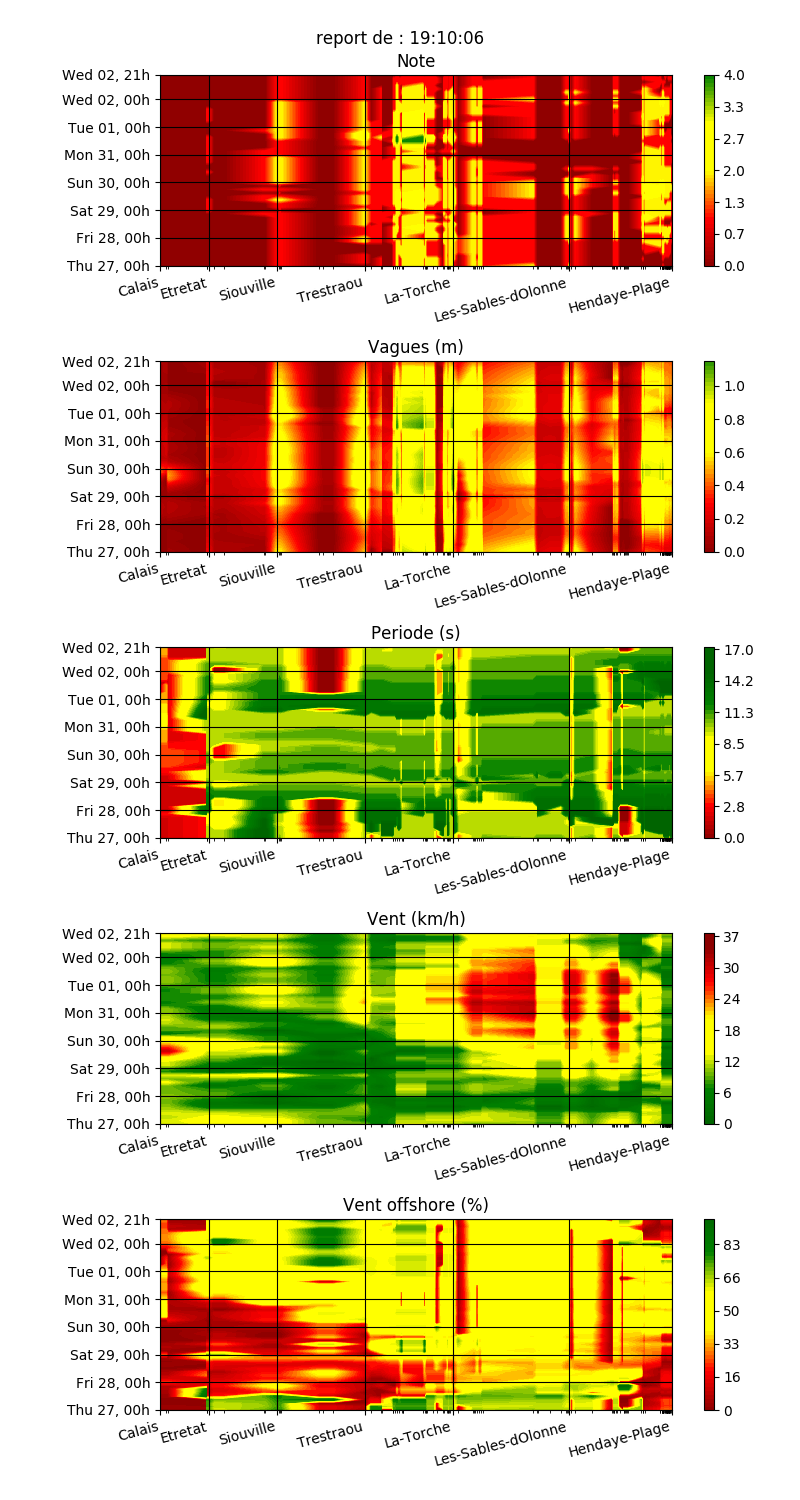 report de : 19:10:06
Note
Wed 02, 21h
Wed 02, 00h
Tue 01, 00h
Mon 31, 00h
Sun 30, 00h
Sat 29, 00h
Fri 28, 00h
Thu 27, 00h
4.0
3.3
2.7
2.0
1.3
0.7
0.0
Calais
Etretat
Siouville
Trestraou
La-Torche
Les-Sables-dOlonne
Hendaye-Plage
Vagues (m)
Wed 02, 21h
Wed 02, 00h
Tue 01, 00h
Mon 31, 00h
Sun 30, 00h
Sat 29, 00h
Fri 28, 00h
Thu 27, 00h
1.0
0.8
0.6
0.4
0.2
0.0
Calais
Etretat
Siouville
Trestraou
La-Torche
Les-Sables-dOlonne
Hendaye-Plage
Periode (s)
Wed 02, 21h
Wed 02, 00h
Tue 01, 00h
Mon 31, 00h
Sun 30, 00h
Sat 29, 00h
Fri 28, 00h
Thu 27, 00h
17.0
14.2
11.3
8.5
5.7
2.8
0.0
Calais
Etretat
Siouville
Trestraou
La-Torche
Les-Sables-dOlonne
Hendaye-Plage
Vent (km/h)
Wed 02, 21h
Wed 02, 00h
Tue 01, 00h
Mon 31, 00h
Sun 30, 00h
Sat 29, 00h
Fri 28, 00h
Thu 27, 00h
37
30
24
18
12
6
0
Calais
Etretat
Siouville
Trestraou
La-Torche
Les-Sables-dOlonne
Hendaye-Plage
Vent offshore (%)
Wed 02, 21h
Wed 02, 00h
Tue 01, 00h
Mon 31, 00h
Sun 30, 00h
Sat 29, 00h
Fri 28, 00h
Thu 27, 00h
83
66
50
33
16
0
Calais
Etretat
Siouville
Trestraou
La-Torche
Les-Sables-dOlonne
Hendaye-Plage